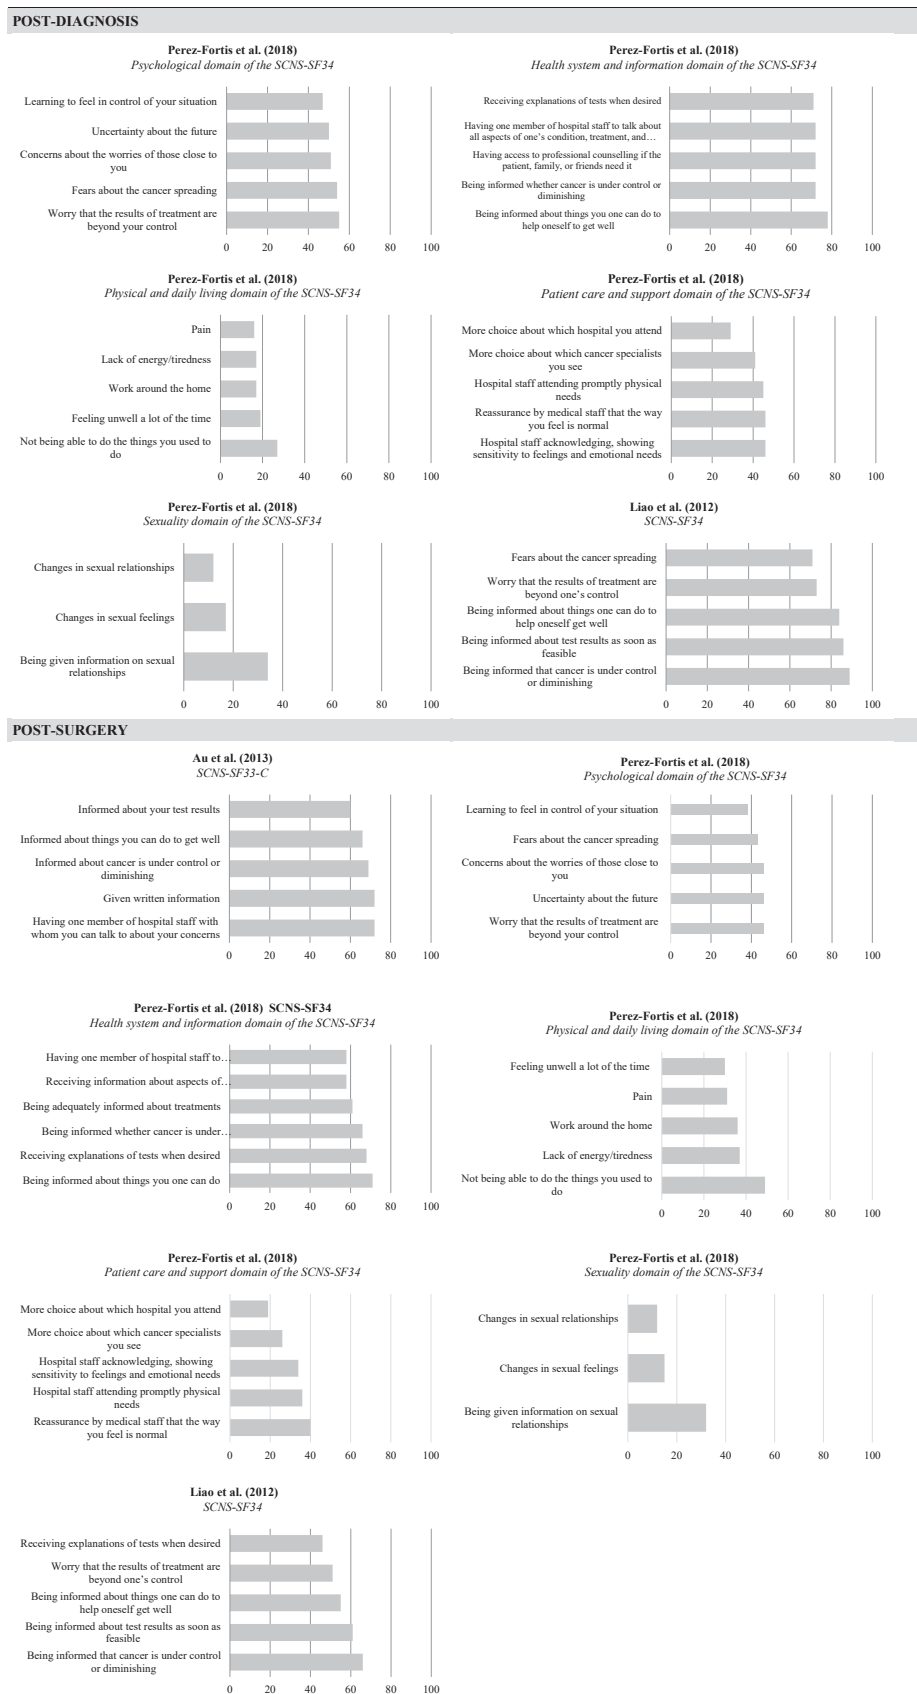 POST-DIAGNOSIS
Perez-Fortis et al. (2018)
Psychological domain of the SCNS-SF34
Learning to feel in control of your situation
Uncertainty about the future
Concerns about the worries of those close to
you
Fears about the cancer spreading
Worry that the results of treatment are
beyond your control
0 20 40 60 80 100
Perez-Fortis et al. (2018)
Health system and information domain of the SCNS-SF34
Receiving explanations of tests when desired
Having one member of hospital staff to talk about
all aspects of one's condition, treatment, and…
Having access to professional counselling if the
patient, family, or friends need it
Being informed whether cancer is under control or
diminishing
Being informed about things you one can do to
help oneself to get well
0 20 40 60 80 100
Perez-Fortis et al. (2018)
Physical and daily living domain of the SCNS-SF34
Pain
Lack of energy/tiredness
Work around the home
Feeling unwell a lot of the time
Not being able to do the things you used to
do
0 20 40 60 80 100
Perez-Fortis et al. (2018)
Patient care and support domain of the SCNS-SF34
More choice about which hospital you attend
More choice about which cancer specialists
you see
Hospital staff attending promptly physical
needs
Reassurance by medical staff that the way
you feel is normal
Hospital staff acknowledging, showing
sensitivity to feelings and emotional needs
0 20 40 60 80 100
Perez-Fortis et al. (2018)
Sexuality domain of the SCNS-SF34
Changes in sexual relationships
Changes in sexual feelings
Being given information on sexual
relationships
0 20 40 60 80 100
Liao et al. (2012)
SCNS-SF34
Fears about the cancer spreading
Worry that the results of treatment are
beyond one's control
Being informed about things one can do to
help oneself get well
Being informed about test results as soon as
feasible
Being informed that cancer is under control
or diminishing
0 20 40 60 80 100
POST-SURGERY
Au et al. (2013)
SCNS-SF33-C
Informed about your test results
Informed about things you can do to get well
Informed about cancer is under control or
diminishing
Given written information
Having one member of hospital staff with
whom you can talk to about your concerns
0 20 40 60 80 100
Perez-Fortis et al. (2018)
Psychological domain of the SCNS-SF34
Learning to feel in control of your situation
Fears about the cancer spreading
Concerns about the worries of those close to
you
Uncertainty about the future
Worry that the results of treatment are
beyond your control
0 20 40 60 80 100
Perez-Fortis et al. (2018) SCNS-SF34
Health system and information domain of the SCNS-SF34
Having one member of hospital staff to…
Receiving information about aspects of…
Being adequately informed about treatments
Being informed whether cancer is under…
Receiving explanations of tests when desired
Being informed about things you one can do
0 20 40 60 80 100
Perez-Fortis et al. (2018)
Physical and daily living domain of the SCNS-SF34
Feeling unwell a lot of the time
Pain
Work around the home
Lack of energy/tiredness
Not being able to do the things you used to
do
0 20 40 60 80 100
Perez-Fortis et al. (2018)
Patient care and support domain of the SCNS-SF34
More choice about which hospital you attend
More choice about which cancer specialists
you see
Hospital staff acknowledging, showing
sensitivity to feelings and emotional needs
Hospital staff attending promptly physical
needs
Reassurance by medical staff that the way
you feel is normal
0 20 40 60 80 100
Perez-Fortis et al. (2018)
Sexuality domain of the SCNS-SF34
Changes in sexual relationships
Changes in sexual feelings
Being given information on sexual
relationships
0 20 40 60 80 100
Liao et al. (2012)
SCNS-SF34
Receiving explanations of tests when desired
Worry that the results of treatment are
beyond one's control
Being informed about things one can do to
help oneself get well
Being informed about test results as soon as
feasible
Being informed that cancer is under control
or diminishing
0 20 40 60 80 100